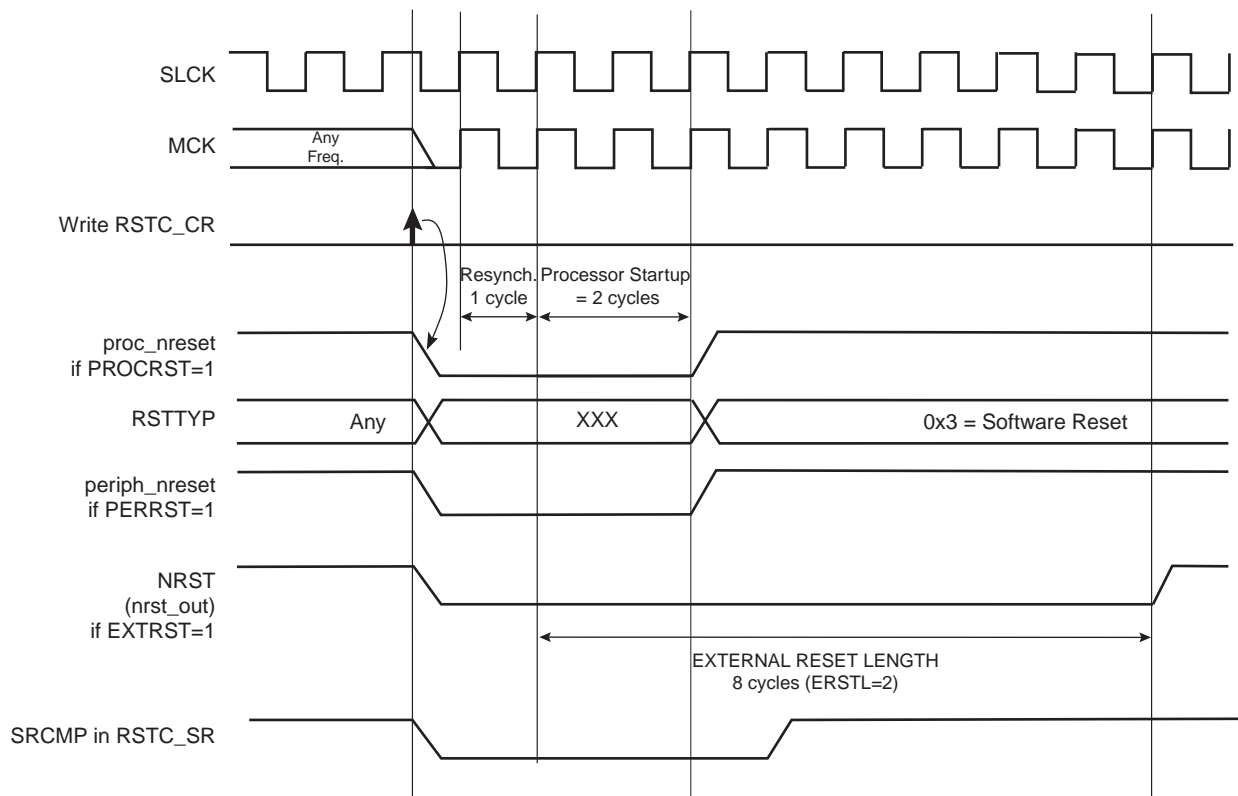 SLCK
MCK
Any
Freq.
Write RSTC_CR
Resynch.
1 cycle
Processor Startup
= 2 cycles
proc_nreset
if PROCRST=1
RSTTYP
Any
XXX
0x3 = Software Reset
periph_nreset
if PERRST=1
NRST
(nrst_out)
if EXTRST=1
EXTERNAL RESET LENGTH
8 cycles (ERSTL=2)
SRCMP in RSTC_SR